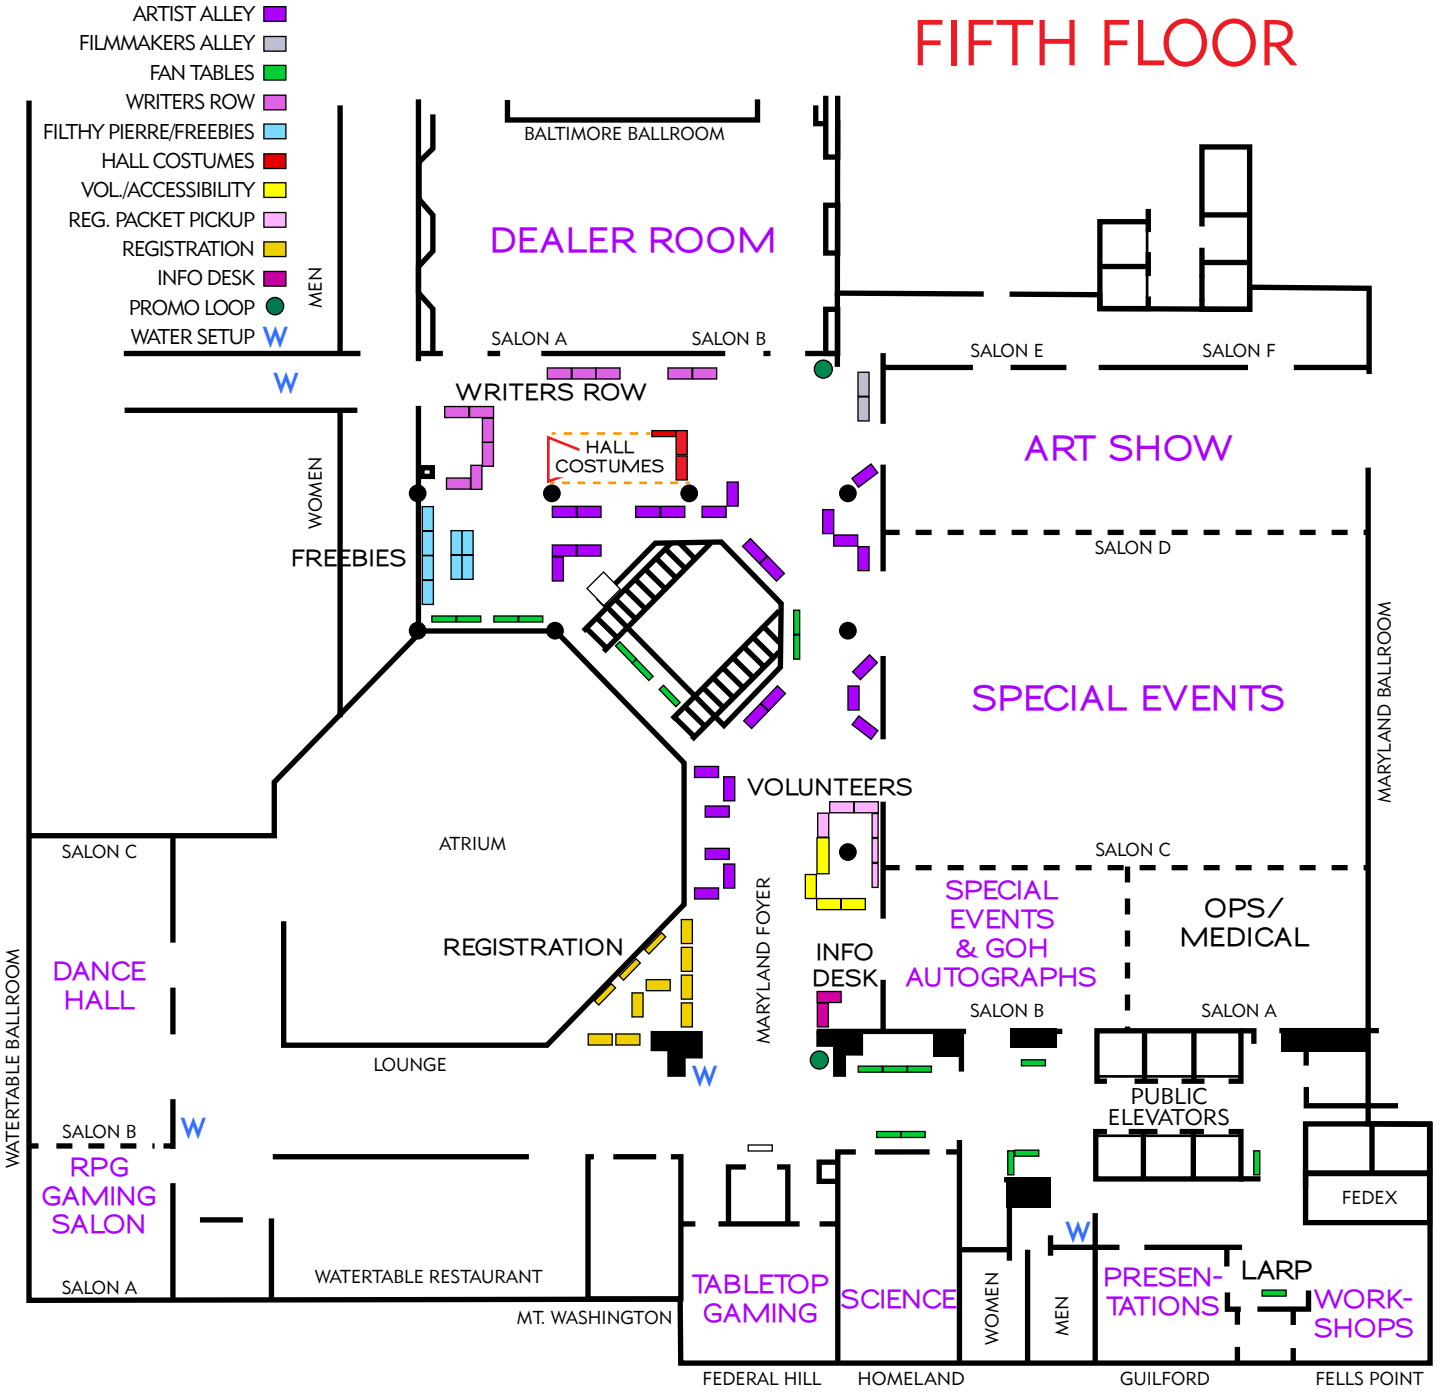 FIFTH FLOOR
ARTIST ALLEY
FILMMAKERS ALLEY
FAN TABLES
WRITERS ROW
FILTHY PIERRE/FREEBIES
HALL COSTUMES
VOL./ACCESSIBILITY
REG. PACKET PICKUP
REGISTRATION
INFO DESK
PROMO LOOP
WATER SETUP W
MEN
W
WOMEN
BALTIMORE BALLROOM
DEALER ROOM
SALON A
SALON B
WRITERS ROW
HALL
COSTUMES
FREEBIES
SALON E
SALON F
ART SHOW
SALON D
SPECIAL EVENTS
MARYLAND BALLROOM
VOLUNTEERS
SALON C
SPECIAL
EVENTS
& GOH
AUTOGRAPHS
OPS/
MEDICAL
SALON B
SALON A
ATRIUM
REGISTRATION
MARYLAND FOYER
INFO
DESK
LOUNGE
W
SALON C
DANCE
HALL
WATERTABLE BALLROOM
SALON B
W
RPG
GAMING
SALON
SALON A
WATERTABLE RESTAURANT
MT. WASHINGTON
PUBLIC
ELEVATORS
FEDEX
W
TABLETOP
GAMING
SCIENCE
WOMEN
MEN
PRESEN-
TATIONS
LARP
WORK-
SHOPS
FEDERAL HILL
HOMELAND
GUILFORD
FELLS POINT